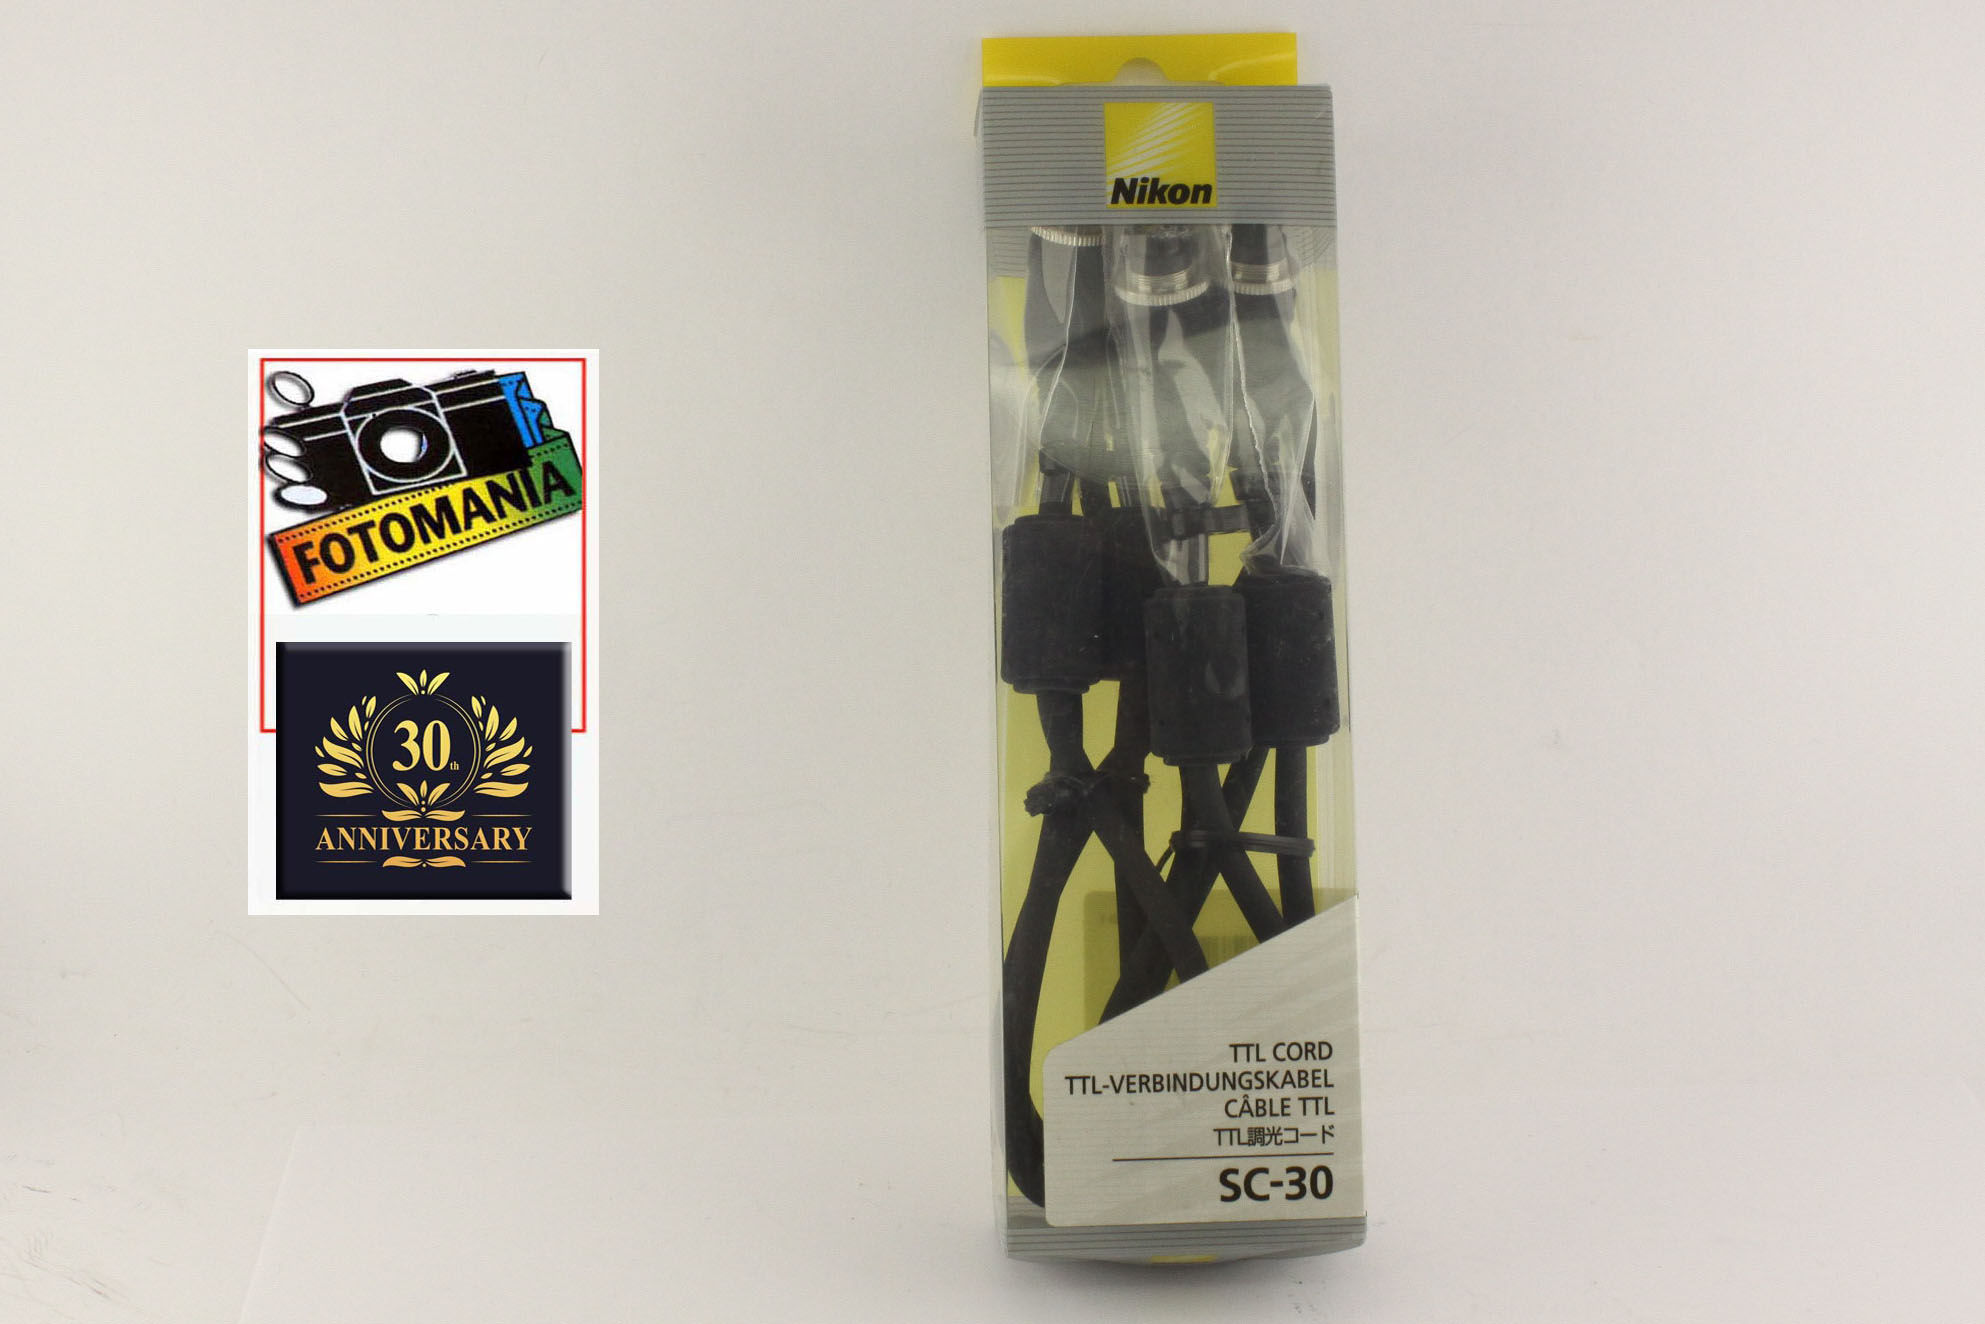 FOTOMANIA
30th
ANNIVERSARY
Nikon
TTL CORD
TTL-VERBINDUNGSKABEL
CÂBLE TTL
TTL調光コード
SC-30